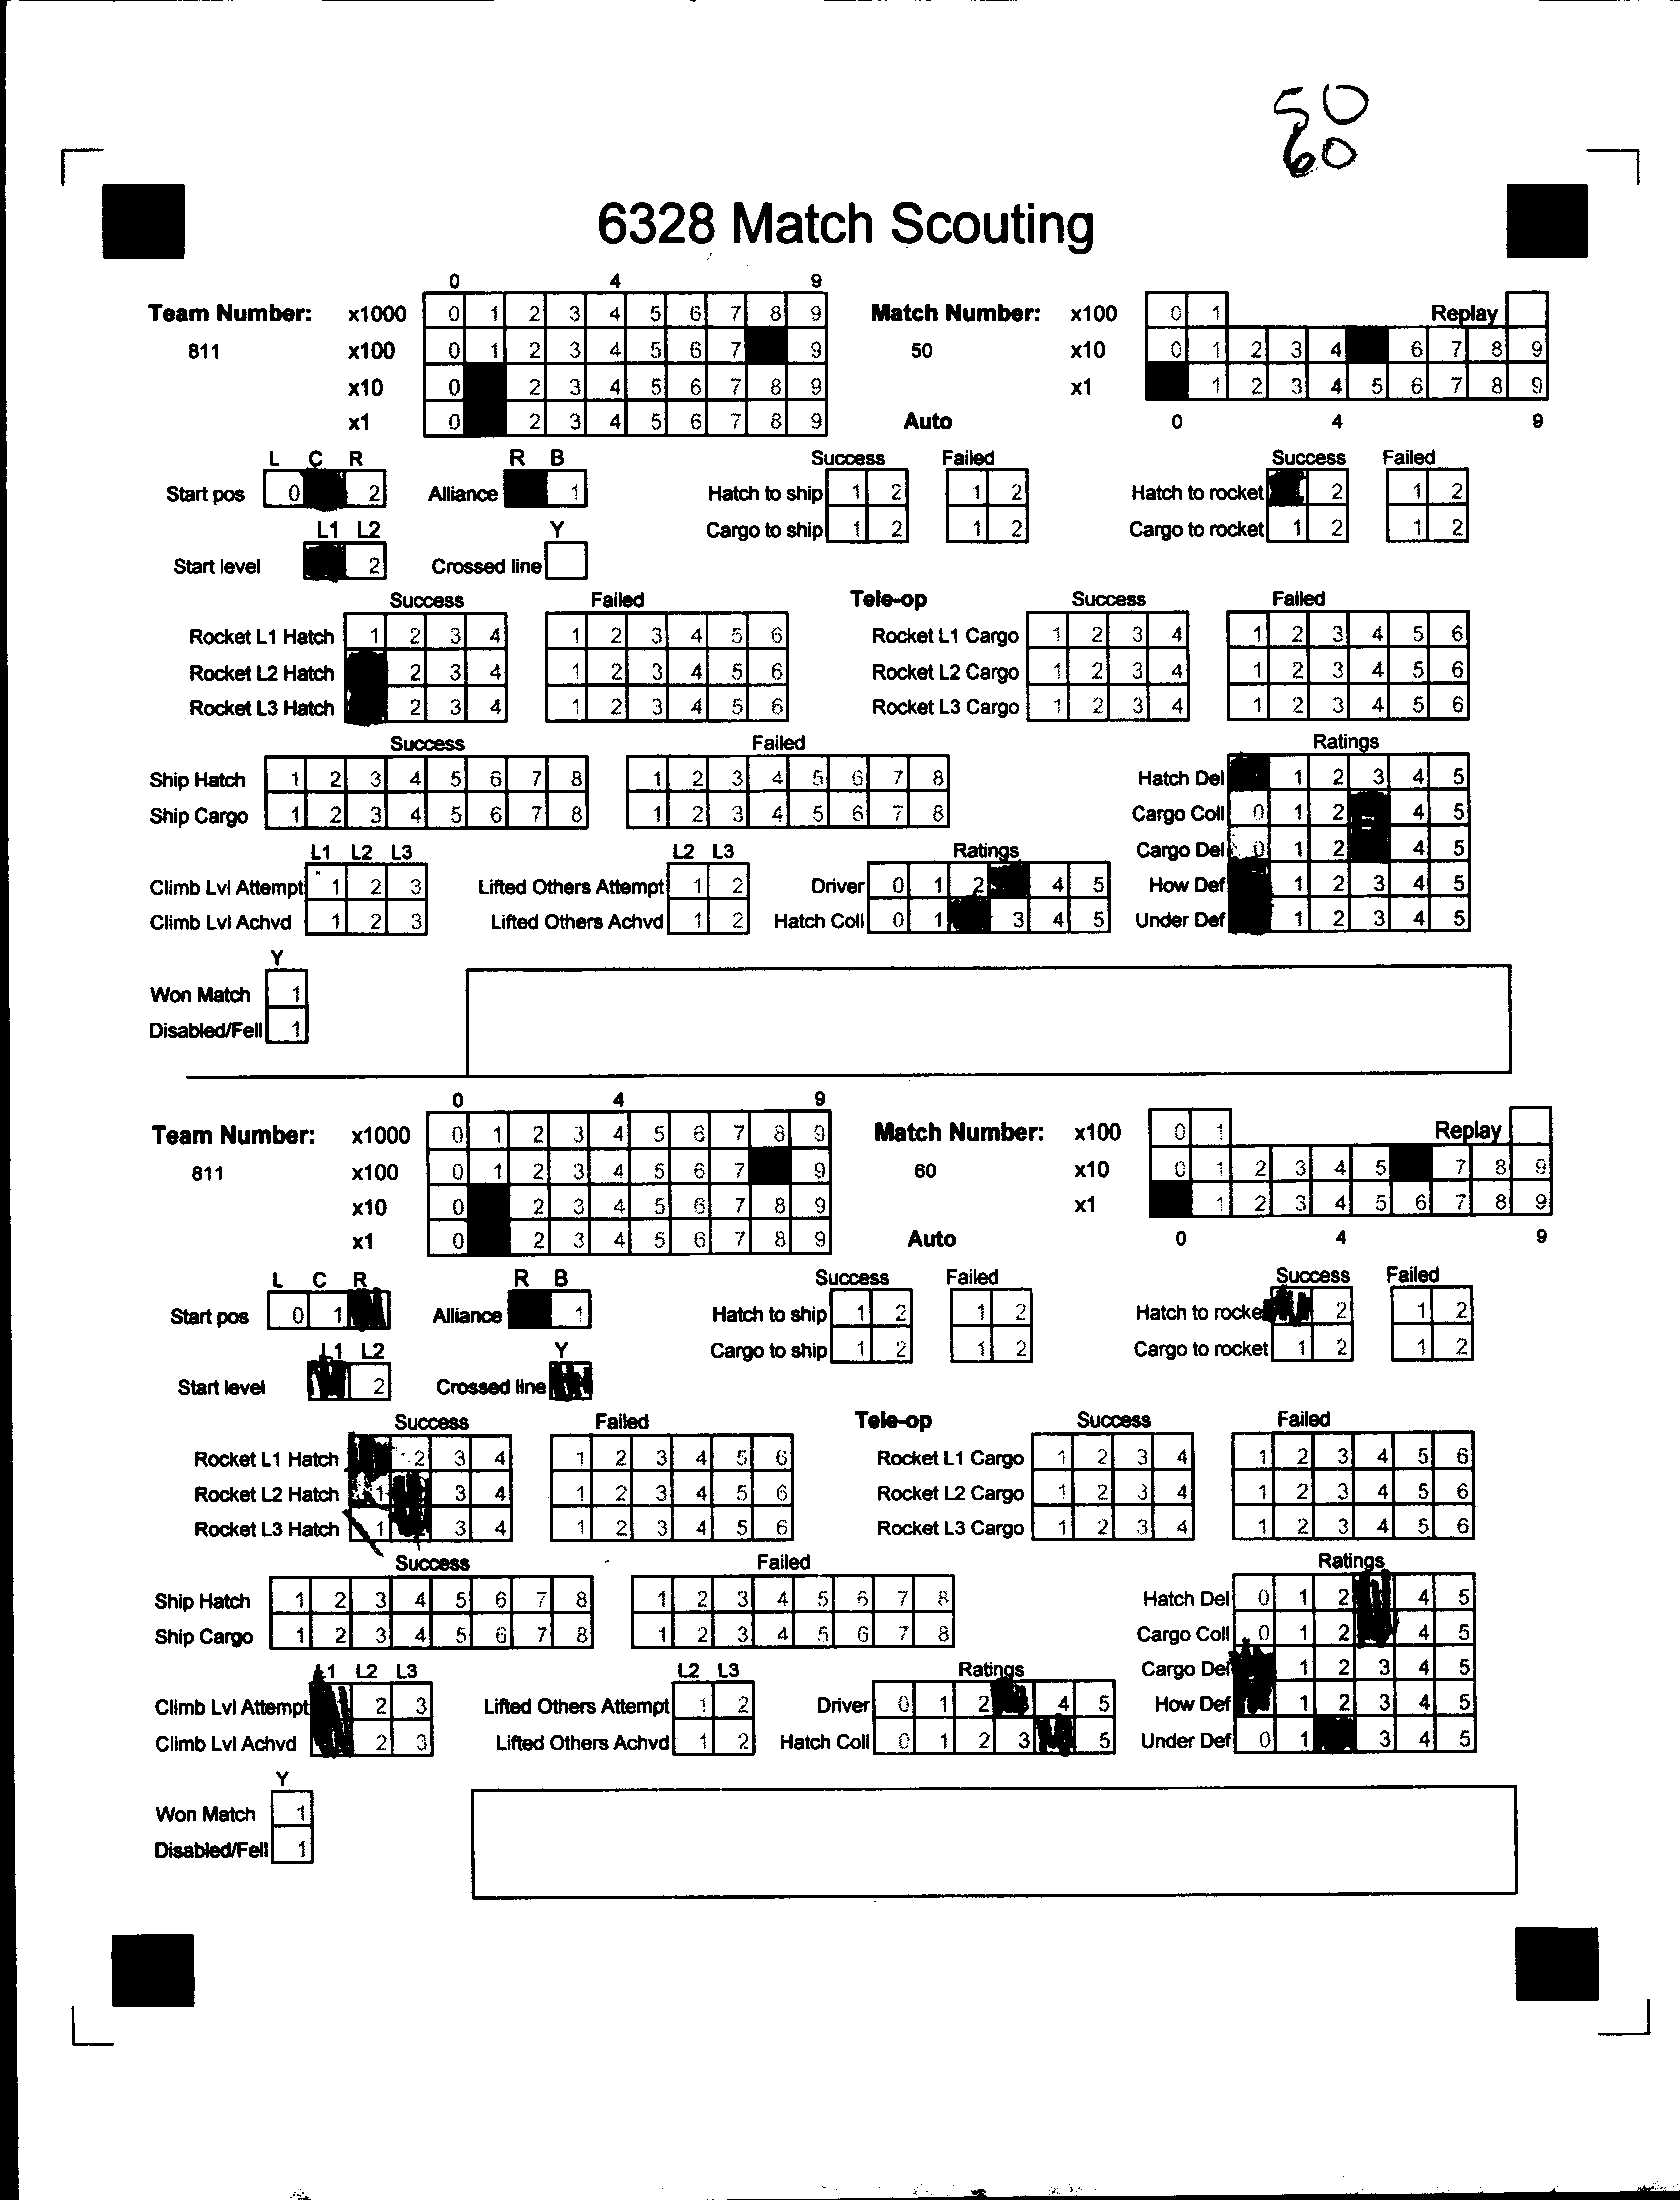 50
60
6328 Match Scouting
0 4 9
Team Number: x1000 0 1 2 3 4 5 6 7 8 9 Match Number: x100 0 1 Replay
811 x100 0 1 2 3 4 5 6 7 9 50 x10 0 1 2 3 4 6 7 8 9
x10 0 2 3 4 5 6 7 8 9 x1 1 2 3 4 5 6 7 8 9
x1 0 2 3 4 5 6 7 8 9 Auto 0 4 9
L C R R B Success Failed Success Failed
Start pos 0 2 Alliance 1 Hatch to ship 1 2 1 2 Hatch to rocket 2 1 2
L1 L2 Y Cargo to ship 1 2 1 2 Cargo to rocket 1 2 1 2
Start level 2 Crossed line
Success Failed Tele-op Success Failed
Rocket L1 Hatch 1 2 3 4 1 2 3 4 5 6 Rocket L1 Cargo 1 2 3 4 1 2 3 4 5 6
Rocket L2 Hatch 2 3 4 1 2 3 4 5 6 Rocket L2 Cargo 1 2 3 4 1 2 3 4 5 6
Rocket L3 Hatch 2 3 4 1 2 3 4 5 6 Rocket L3 Cargo 1 2 3 4 1 2 3 4 5 6
Success Failed Ratings
Ship Hatch 1 2 3 4 5 6 7 8 1 2 3 4 5 6 7 8 Hatch Del 1 2 3 4 5
Ship Cargo 1 2 3 4 5 6 7 8 1 2 3 4 5 6 7 8 Cargo Coll 0 1 2 4 5
L1 L2 L3 L2 L3 Ratings Cargo Del 0 1 2 4 5
Climb Lvl Attempt 1 2 3 Lifted Others Attempt 1 2 Driver 0 1 2 4 5 How Def 1 2 3 4 5
Climb Lvl Achvd 1 2 3 Lifted Others Achvd 1 2 Hatch Coll 0 1 3 4 5 Under Def 1 2 3 4 5
Y
Won Match 1
Disabled/Fell 1
0 4 9
Team Number: x1000 0 1 2 3 4 5 6 7 8 9 Match Number: x100 0 1 Replay
811 x100 0 1 2 3 4 5 6 7 9 60 x10 0 1 2 3 4 5 7 8 9
x10 0 2 3 4 5 6 7 8 9 x1 1 2 3 4 5 6 7 8 9
x1 0 2 3 4 5 6 7 8 9 Auto 0 4 9
L C R R B Success Failed Success Failed
Start pos 0 1 Alliance 1 Hatch to ship 1 2 1 2 Hatch to rocket 2 1 2
L1 L2 Y Cargo to ship 1 2 1 2 Cargo to rocket 1 2 1 2
Start level 2 Crossed line
Success Failed Tele-op Success Failed
Rocket L1 Hatch 2 3 4 1 2 3 4 5 6 Rocket L1 Cargo 1 2 3 4 1 2 3 4 5 6
Rocket L2 Hatch 1 3 4 1 2 3 4 5 6 Rocket L2 Cargo 1 2 3 4 1 2 3 4 5 6
Rocket L3 Hatch 1 3 4 1 2 3 4 5 6 Rocket L3 Cargo 1 2 3 4 1 2 3 4 5 6
Success Failed Ratings
Ship Hatch 1 2 3 4 5 6 7 8 1 2 3 4 5 6 7 8 Hatch Del 0 1 2 4 5
Ship Cargo 1 2 3 4 5 6 7 8 1 2 3 4 5 6 7 8 Cargo Coll 0 1 2 4 5
L1 L2 L3 L2 L3 Ratings Cargo Del 1 2 3 4 5
Climb Lvl Attempt 2 3 Lifted Others Attempt 1 2 Driver 0 1 2 4 5 How Def 1 2 3 4 5
Climb Lvl Achvd 2 3 Lifted Others Achvd 1 2 Hatch Coll 0 1 2 3 5 Under Def 0 1 3 4 5
Y
Won Match 1
Disabled/Fell 1